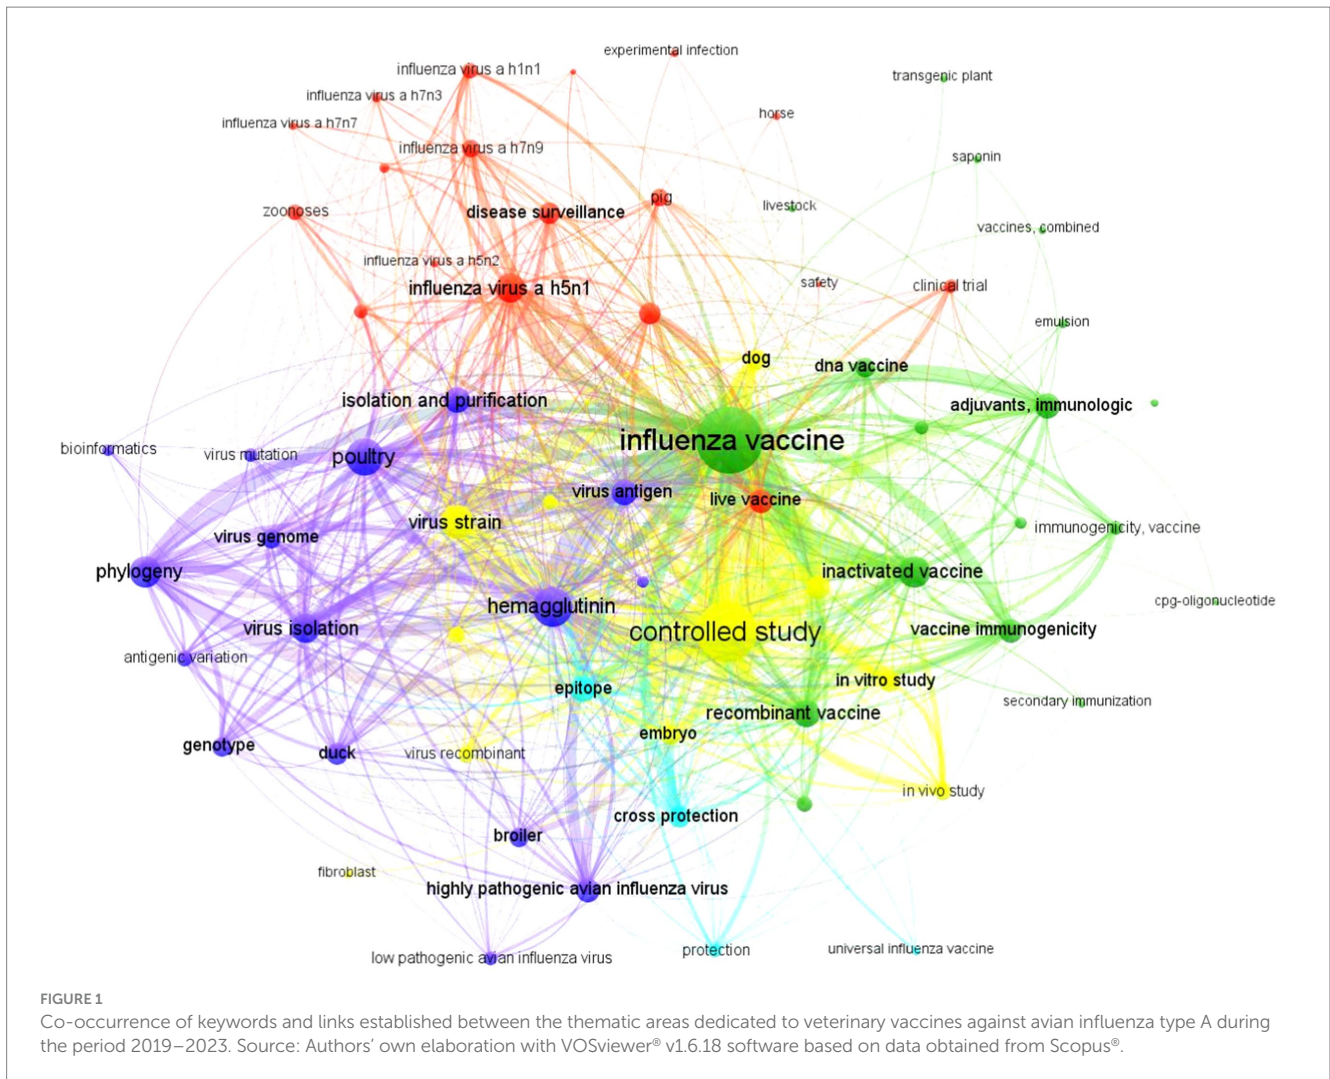 experimental infection
influenza virus a h1n1
transgenic plant
influenza virus a h7n3
horse
influenza virus a h7n7
influenza virus a h7n9
saponin
pig
livestock
zoonoses
disease surveillance
vaccines, combined
influenza virus a h5n2
safety
clinical trial
influenza virus a h5n1
emulsion
dog
dna vaccine
isolation and purification
adjuvants, immunologic
influenza vaccine
bioinformatics
virus mutation
poultry
virus antigen
live vaccine
virus strain
immunogenicity, vaccine
virus genome
phylogeny
inactivated vaccine
cpg-oligonucleotide
hemagglutinin
virus isolation
controlled study
vaccine immunogenicity
antigenic variation
in vitro study
epitope
secondary immunization
recombinant vaccine
embryo
genotype
duck
virus recombinant
in vivo study
cross protection
broiler
fibroblast
highly pathogenic avian influenza virus
protection
universal influenza vaccine
low pathogenic avian influenza virus
FIGURE 1
Co-occurrence of keywords and links established between the thematic areas dedicated to veterinary vaccines against avian influenza type A during
the period 2019–2023. Source: Authors' own elaboration with VOSviewer® v1.6.18 software based on data obtained from Scopus®.